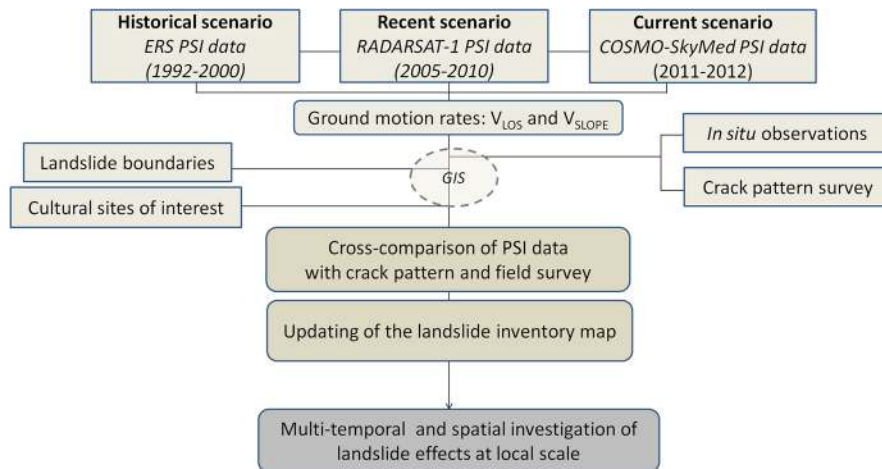 Historical scenario
ERS PSI data
(1992-2000)
Recent scenario
RADARSAT-1 PSI data
(2005-2010)
Current scenario
COSMO-SkyMed PSI data
(2011-2012)
Ground motion rates: VLOS and VSLOPE
In situ observations
Landslide boundaries
GIS
Crack pattern survey
Cultural sites of interest
Cross-comparison of PSI data
with crack pattern and field survey
Updating of the landslide inventory map
Multi-temporal and spatial investigation of
landslide effects at local scale